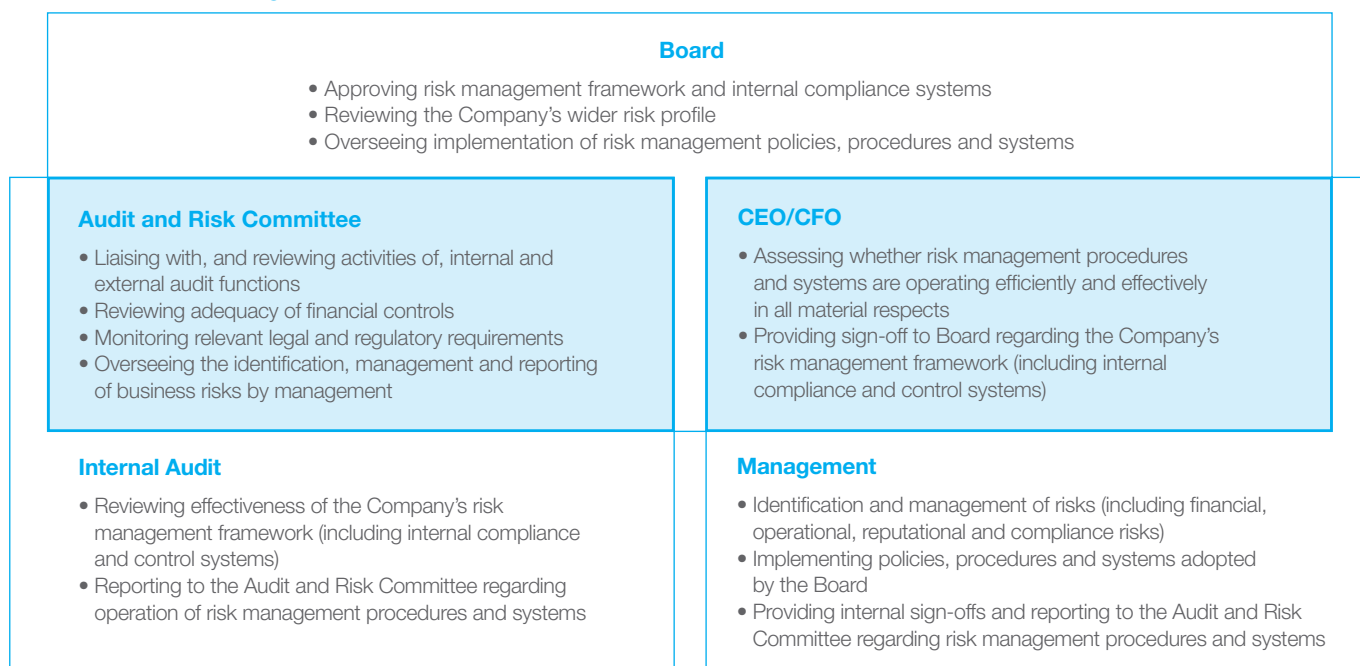 Board
• Approving risk management framework and internal compliance systems
• Reviewing the Company's wider risk profile
• Overseeing implementation of risk management policies, procedures and systems
Audit and Risk Committee
• Liaising with, and reviewing activities of, internal and
external audit functions
• Reviewing adequacy of financial controls
• Monitoring relevant legal and regulatory requirements
• Overseeing the identification, management and reporting
of business risks by management
CEO/CFO
• Assessing whether risk management procedures
and systems are operating efficiently and effectively
in all material respects
• Providing sign-off to Board regarding the Company's
risk management framework (including internal
compliance and control systems)
Internal Audit
• Reviewing effectiveness of the Company's risk
management framework (including internal compliance
and control systems)
• Reporting to the Audit and Risk Committee regarding
operation of risk management procedures and systems
Management
• Identification and management of risks (including financial,
operational, reputational and compliance risks)
• Implementing policies, procedures and systems adopted
by the Board
• Providing internal sign-offs and reporting to the Audit and Risk
Committee regarding risk management procedures and systems